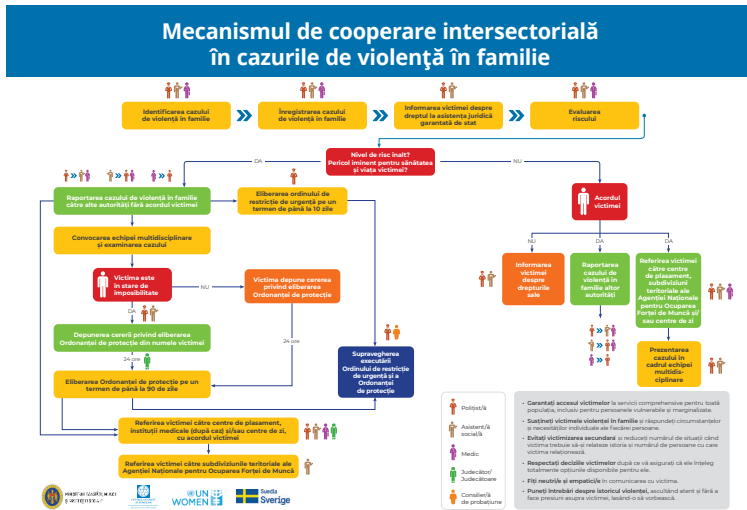 Mecanismul de cooperare intersectorială
în cazurile de violență în familie
Identificarea cazului
de violență în familie
Înregistrarea cazului
de violență în familie
Informarea victimei despre
dreptul la asistența juridică
garantată de stat
Evaluarea
riscului
Nivel de risc înalt?
Pericol iminent pentru sănătatea
și viața victimei?
DA
NU
Raportarea cazului de violență în familie
către alte autorități fără acordul victimei
Eliberarea ordinului de
restricție de urgență pe un
termen de până la 10 zile
Acordul
victimei
Convocarea echipei multidisciplinare
și examinarea cazului
NU
DA
DA
Victima este
în stare de
imposibilitate
NU
Victima depune cererea
privind eliberarea
Ordonanței de protecție
Informarea
victimei
despre
drepturile
sale
Raportarea
cazului de
violență în
familie altor
autorități
Referirea victimei
către centre
de plasament,
subdiviziuni
teritoriale ale
Agenției Naționale
pentru Ocuparea
Forței de Muncă și/
sau centre de zi
DA
Depunerea cererii privind eliberarea
Ordonanței de protecție din numele victimei
24 ore
24 ore
Supravegherea
executării
Ordinului de restricție
de urgență și a
Ordonanței
de protecție
Prezentarea
cazului în
cadrul echipei
multidis-
ciplinare
Eliberarea Ordonanței de protecție pe un
termen de până la 90 de zile
Referirea victimei către centre de plasament,
instituții medicale (după caz) și/sau centre de zi,
cu acordul victimei
Referirea victimei către subdiviziunile teritoriale ale
Agenției Naționale pentru Ocuparea Forței de Muncă
Polițist/ă
Asistent/ă
social/ă
Medic
Judecător/
Judecătoare
Consilier/ă
de probațiune
• Garantați accesul victimelor la servicii comprehensive pentru toată
populația, inclusiv pentru persoanele vulnerabile și marginalizate.
• Susțineți victimele violenței în familie și răspundeți circumstanțelor
și necesităților individuale ale fiecărei persoane.
• Evitați victimizarea secundară și reduceți numărul de situații când
victima trebuie să-și relateze istoria și numărul de persoane cu care
victima relaționează.
• Respectați deciziile victimelor după ce vă asigurați că ele înțeleg
totalmente opțiunile disponibile pentru ele.
• Fiți neutri/e și empatici/e în comunicarea cu victima.
• Puneți întrebări despre istoricul violenței, ascultând atent și fără a
face presiuni asupra victimei, lasând-o să vorbească.
UN
WOMEN
Suedia
Sverige